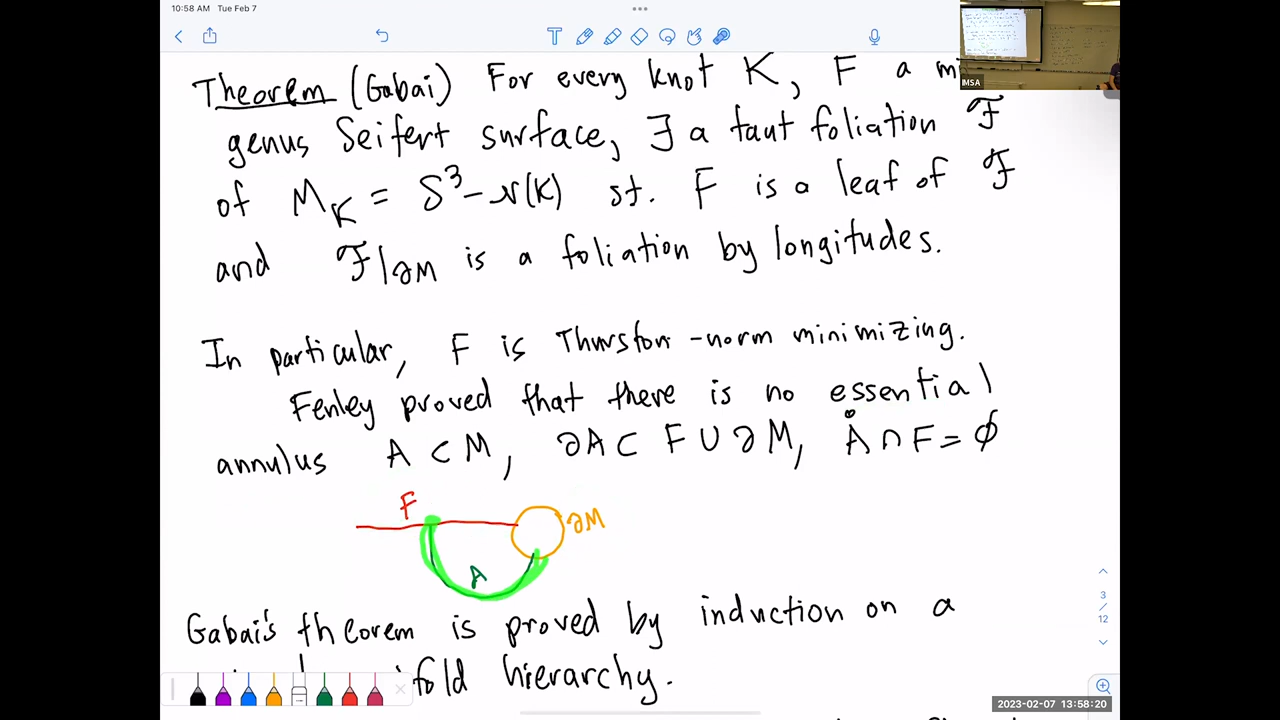 10:58 AM Tue Feb 7
IMSA
Theorem (Gabai) For every knot K, F a
genus Seifert surface, ∃ a taut foliation ℱ
of M_K = S³ - N(K) st. F is a leaf of ℱ
and ℱ|∂M is a foliation by longitudes.
In particular, F is Thurston-norm minimizing.
Fenley proved that there is no essential
annulus A ⊂ M, ∂A ⊂ F ∪ ∂M, Å ∩ F = ∅
F
∂M
A
Gabai's theorem is proved by induction on a
hierarchy.
3
/
12
2023-02-07 13:58:20